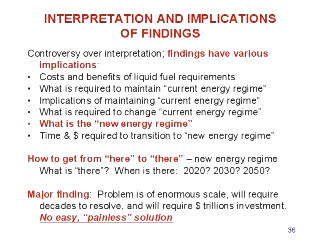 INTERPRETATION AND IMPLICATIONS
OF FINDINGS
Controversy over interpretation; findings have various
implications:
• Costs and benefits of liquid fuel requirements
• What is required to maintain “current energy regime”
• Implications of maintaining “current energy regime”
• What is required to change “current energy regime”
• What is the “new energy regime”
• Time & $ required to transition to “new energy regime”
How to get from “here” to “there” – new energy regime
What is “there”? When is there: 2020? 2030? 2050?
Major finding: Problem is of enormous scale, will require
decades to resolve, and will require $ trillions investment.
No easy, “painless” solution
36